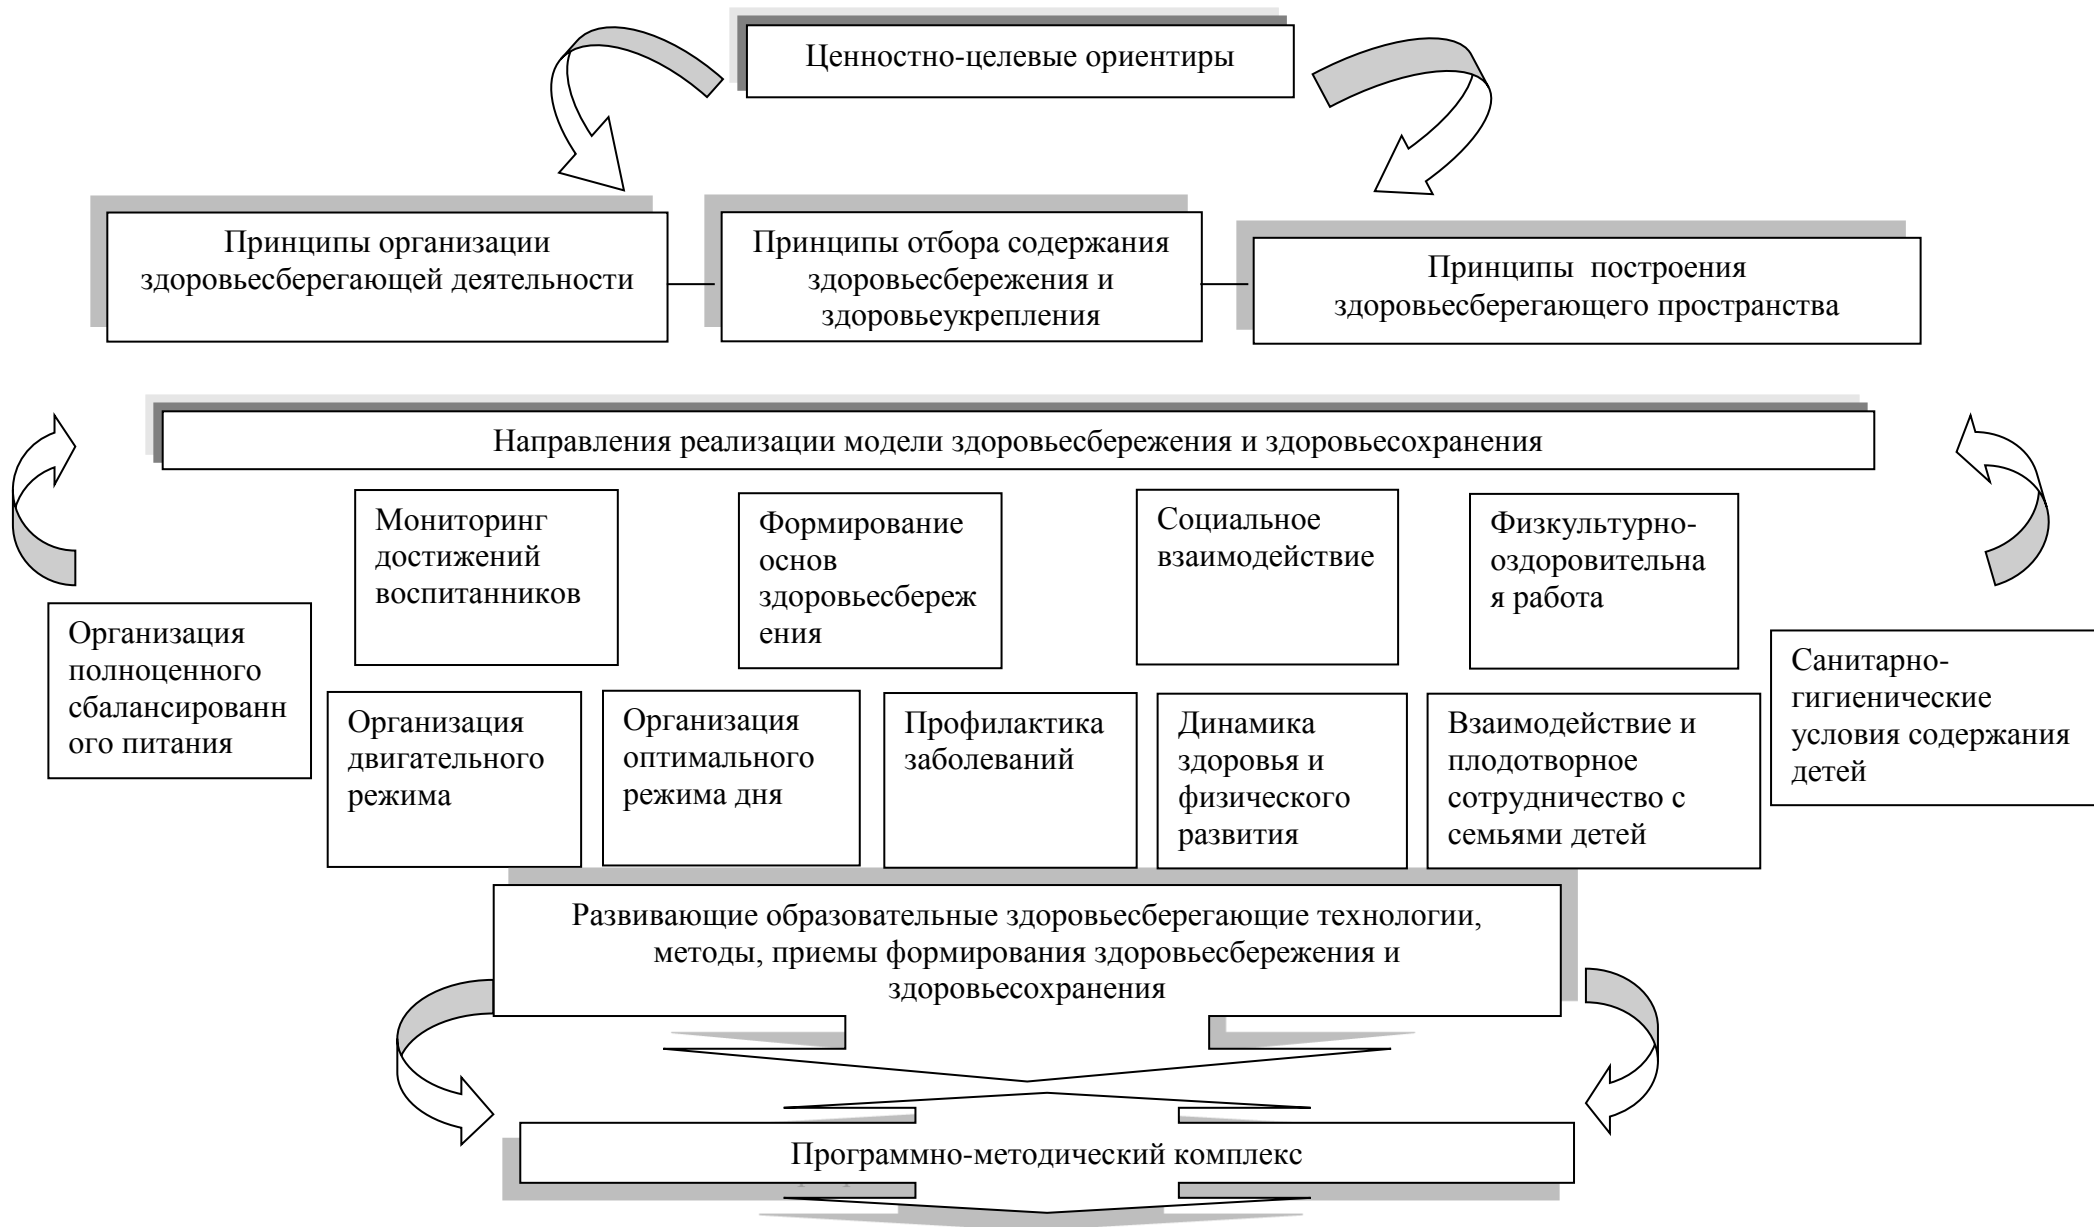 Ценностно-целевые ориентиры
Принципы организации
здоровьесберегающей деятельности
Принципы отбора содержания
здоровьесбережения и
здоровьеукрепления
Принципы построения
здоровьесберегающего пространства
Направления реализации модели здоровьесбережения и здоровьесохранения
Мониторинг
достижений
воспитанников
Формирование
основ
здоровьесбереж
ения
Социальное
взаимодействие
Физкультурно-
оздоровительна
я работа
Организация
полноценного
сбалансированн
ого питания
Санитарно-
гигиенические
условия содержания
детей
Организация
двигательного
режима
Организация
оптимального
режима дня
Профилактика
заболеваний
Динамика
здоровья и
физического
развития
Взаимодействие и
плодотворное
сотрудничество с
семьями детей
Развивающие образовательные здоровьесберегающие технологии,
методы, приемы формирования здоровьесбережения и
здоровьесохранения
Программно-методический комплекс